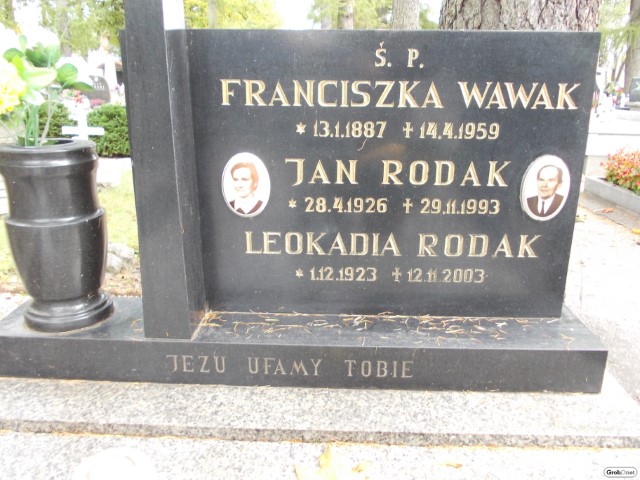 Ś. P.
FRANCISZKA WAWAK
* 13.1.1887 + 14.4.1959
JAN RODAK
* 28.4.1926 + 29.11.1993
LEOKADIA RODAK
* 1.12.1923 + 12.11.2003
JEZU UFAMY TOBIE
GrobOnet